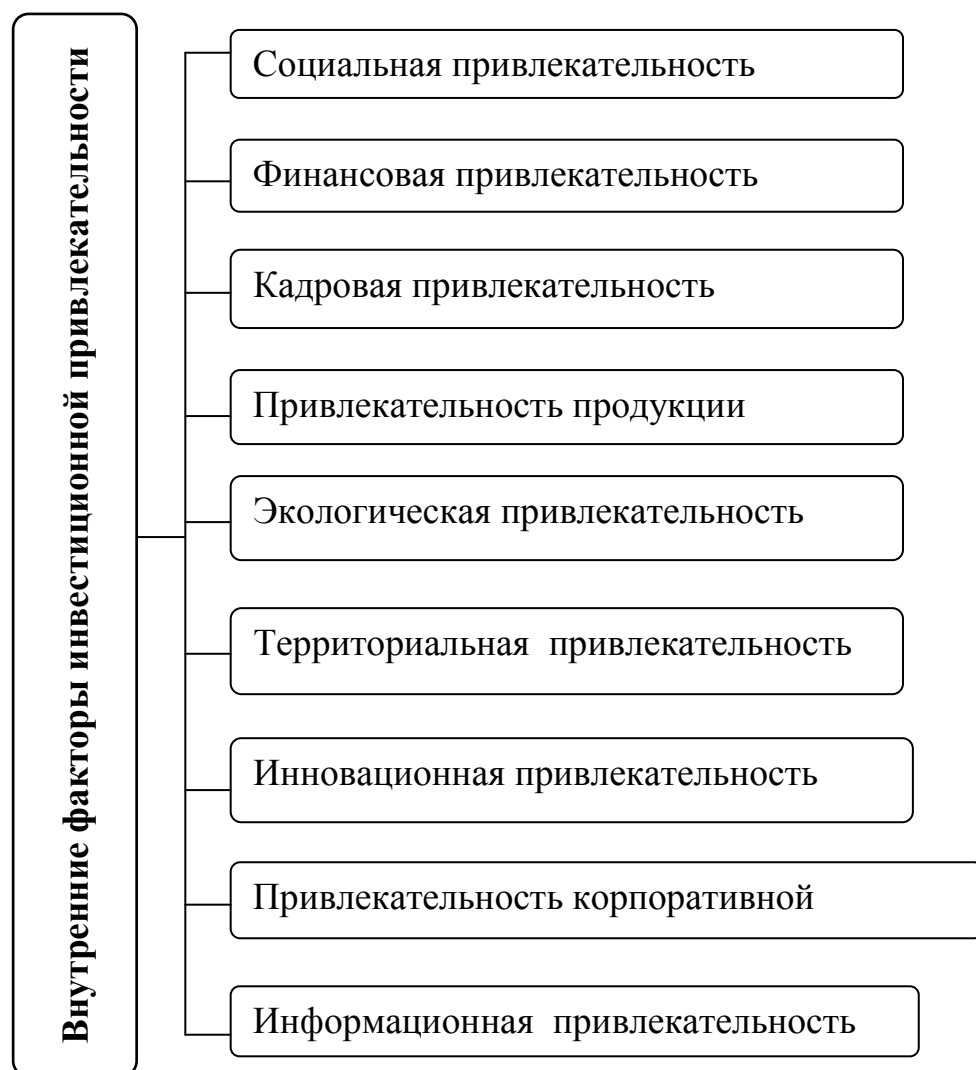 Внутренние факторы инвестиционной привлекательности
Социальная привлекательность
Финансовая привлекательность
Кадровая привлекательность
Привлекательность продукции
Экологическая привлекательность
Территориальная привлекательность
Инновационная привлекательность
Привлекательность корпоративной
Информационная привлекательность